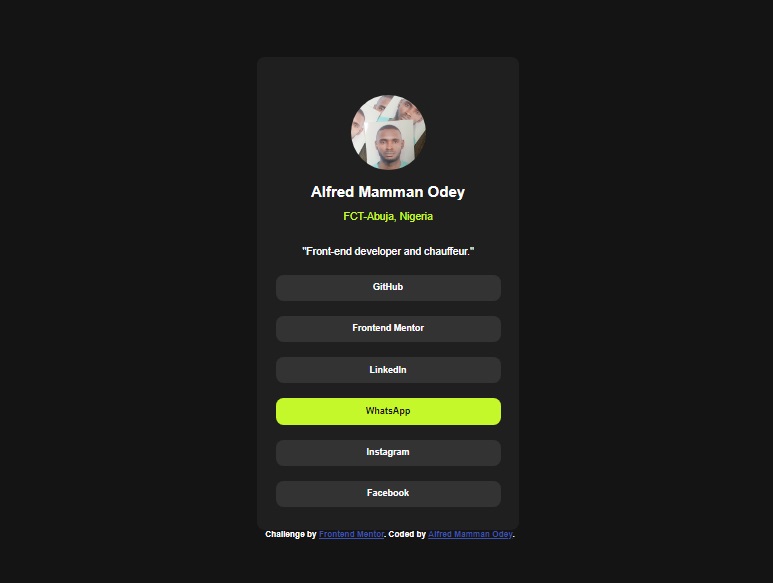 Alfred Mamman Odey
FCT-Abuja, Nigeria
"Front-end developer and chauffeur."
GitHub
Frontend Mentor
LinkedIn
WhatsApp
Instagram
Facebook
Challenge by Frontend Mentor. Coded by Alfred Mamman Odey.